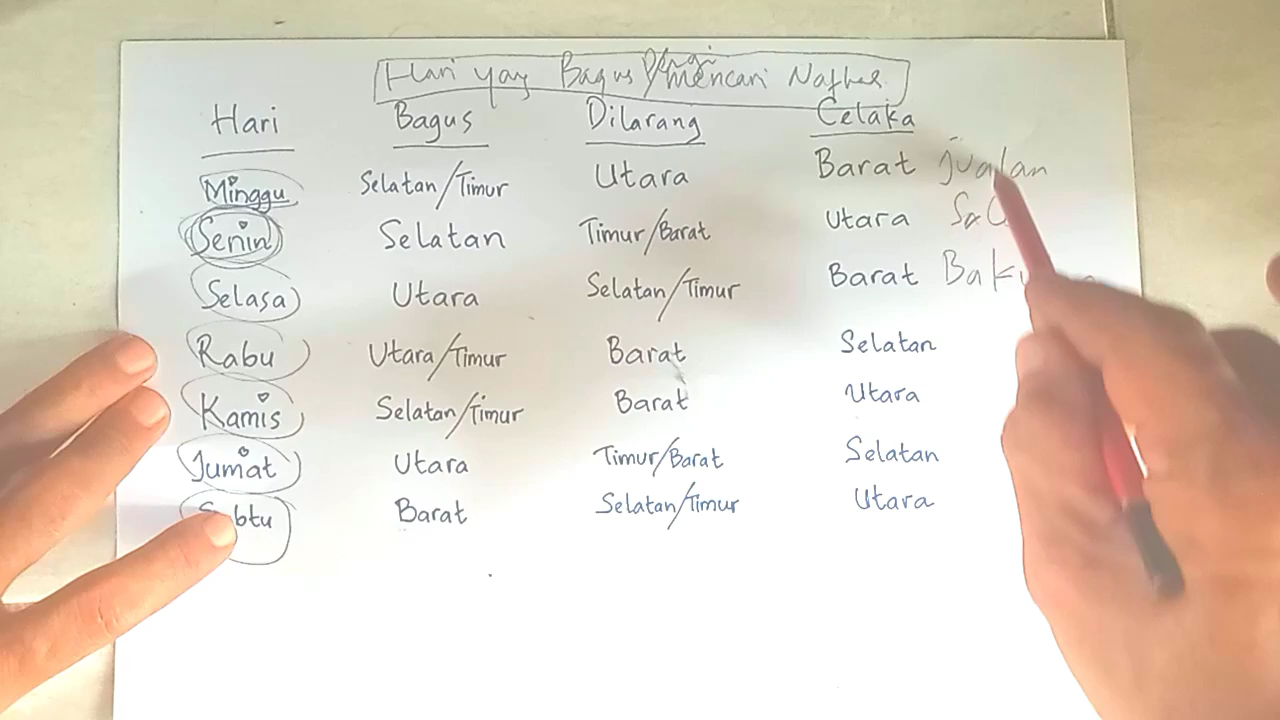 Hari yang Bagus Pergi mencari Nafkah
Hari Bagus Dilarang Celaka
Minggu Selatan/Timur Utara Barat jualan
Senin Selatan Timur/Barat Utara
Selasa Utara Selatan/Timur Barat
Rabu Utara/Timur Barat Selatan
Kamis Selatan/Timur Barat Utara
Jumat Utara Timur/Barat Selatan
Sabtu Barat Selatan/Timur Utara